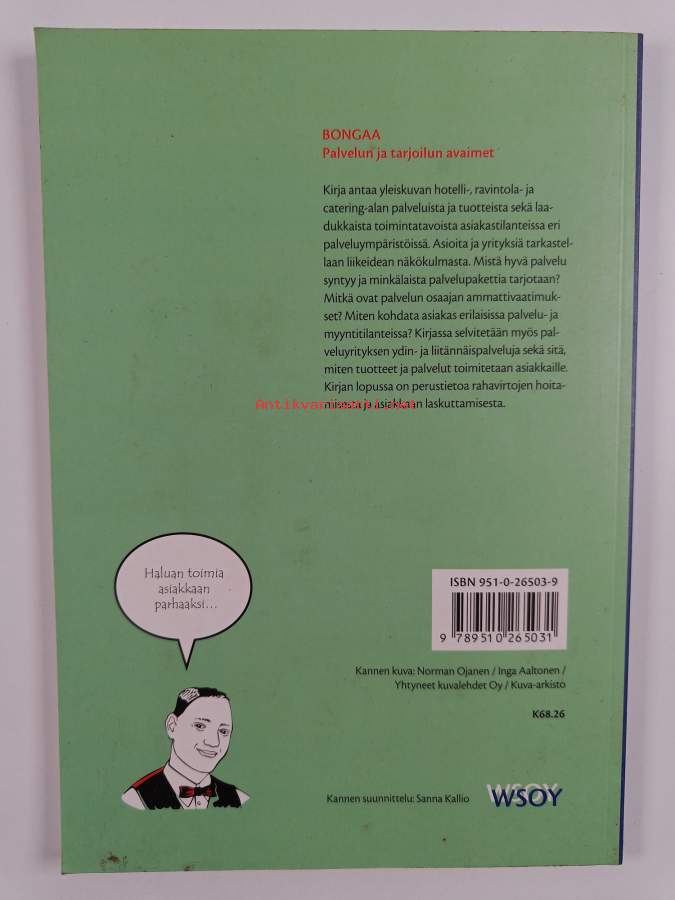 BONGAA
Palvelun ja tarjoilun avaimet
Kirja antaa yleiskuvan hotelli-, ravintola- ja
catering-alan palveluista ja tuotteista sekä laa-
dukkaista toimintatavoista asiakastilanteissa eri
palveluympäristöissä. Asioita ja yrityksiä tarkastel-
laan liikeidean näkökulmasta. Mistä hyvä palvelu
syntyy ja minkälaista palvelupakettia tarjotaan?
Mitkä ovat palvelun osaajan ammattivaatimuk-
set? Miten kohdata asiakas erilaisissa palvelu- ja
myyntitilanteissa? Kirjassa selvitetään myös pal-
veluyrityksen ydin- ja liitännäispalveluja sekä sitä,
miten tuotteet ja palvelut toimitetaan asiakkaille.
Kirjan lopussa on perustietoa rahavirtojen hoita-
misesta ja asiakkaan laskuttamisesta.
Antikvariaatti.net
Haluan toimia
asiakkaan
parhaaksi...
ISBN 951-0-26503-9
9 789510 265031
Kannen kuva: Norman Ojanen / Inga Aaltonen /
Yhtyneet kuvalehdet Oy / Kuva-arkisto
K68.26
Kannen suunnittelu: Sanna Kallio
WSOY
WSOY